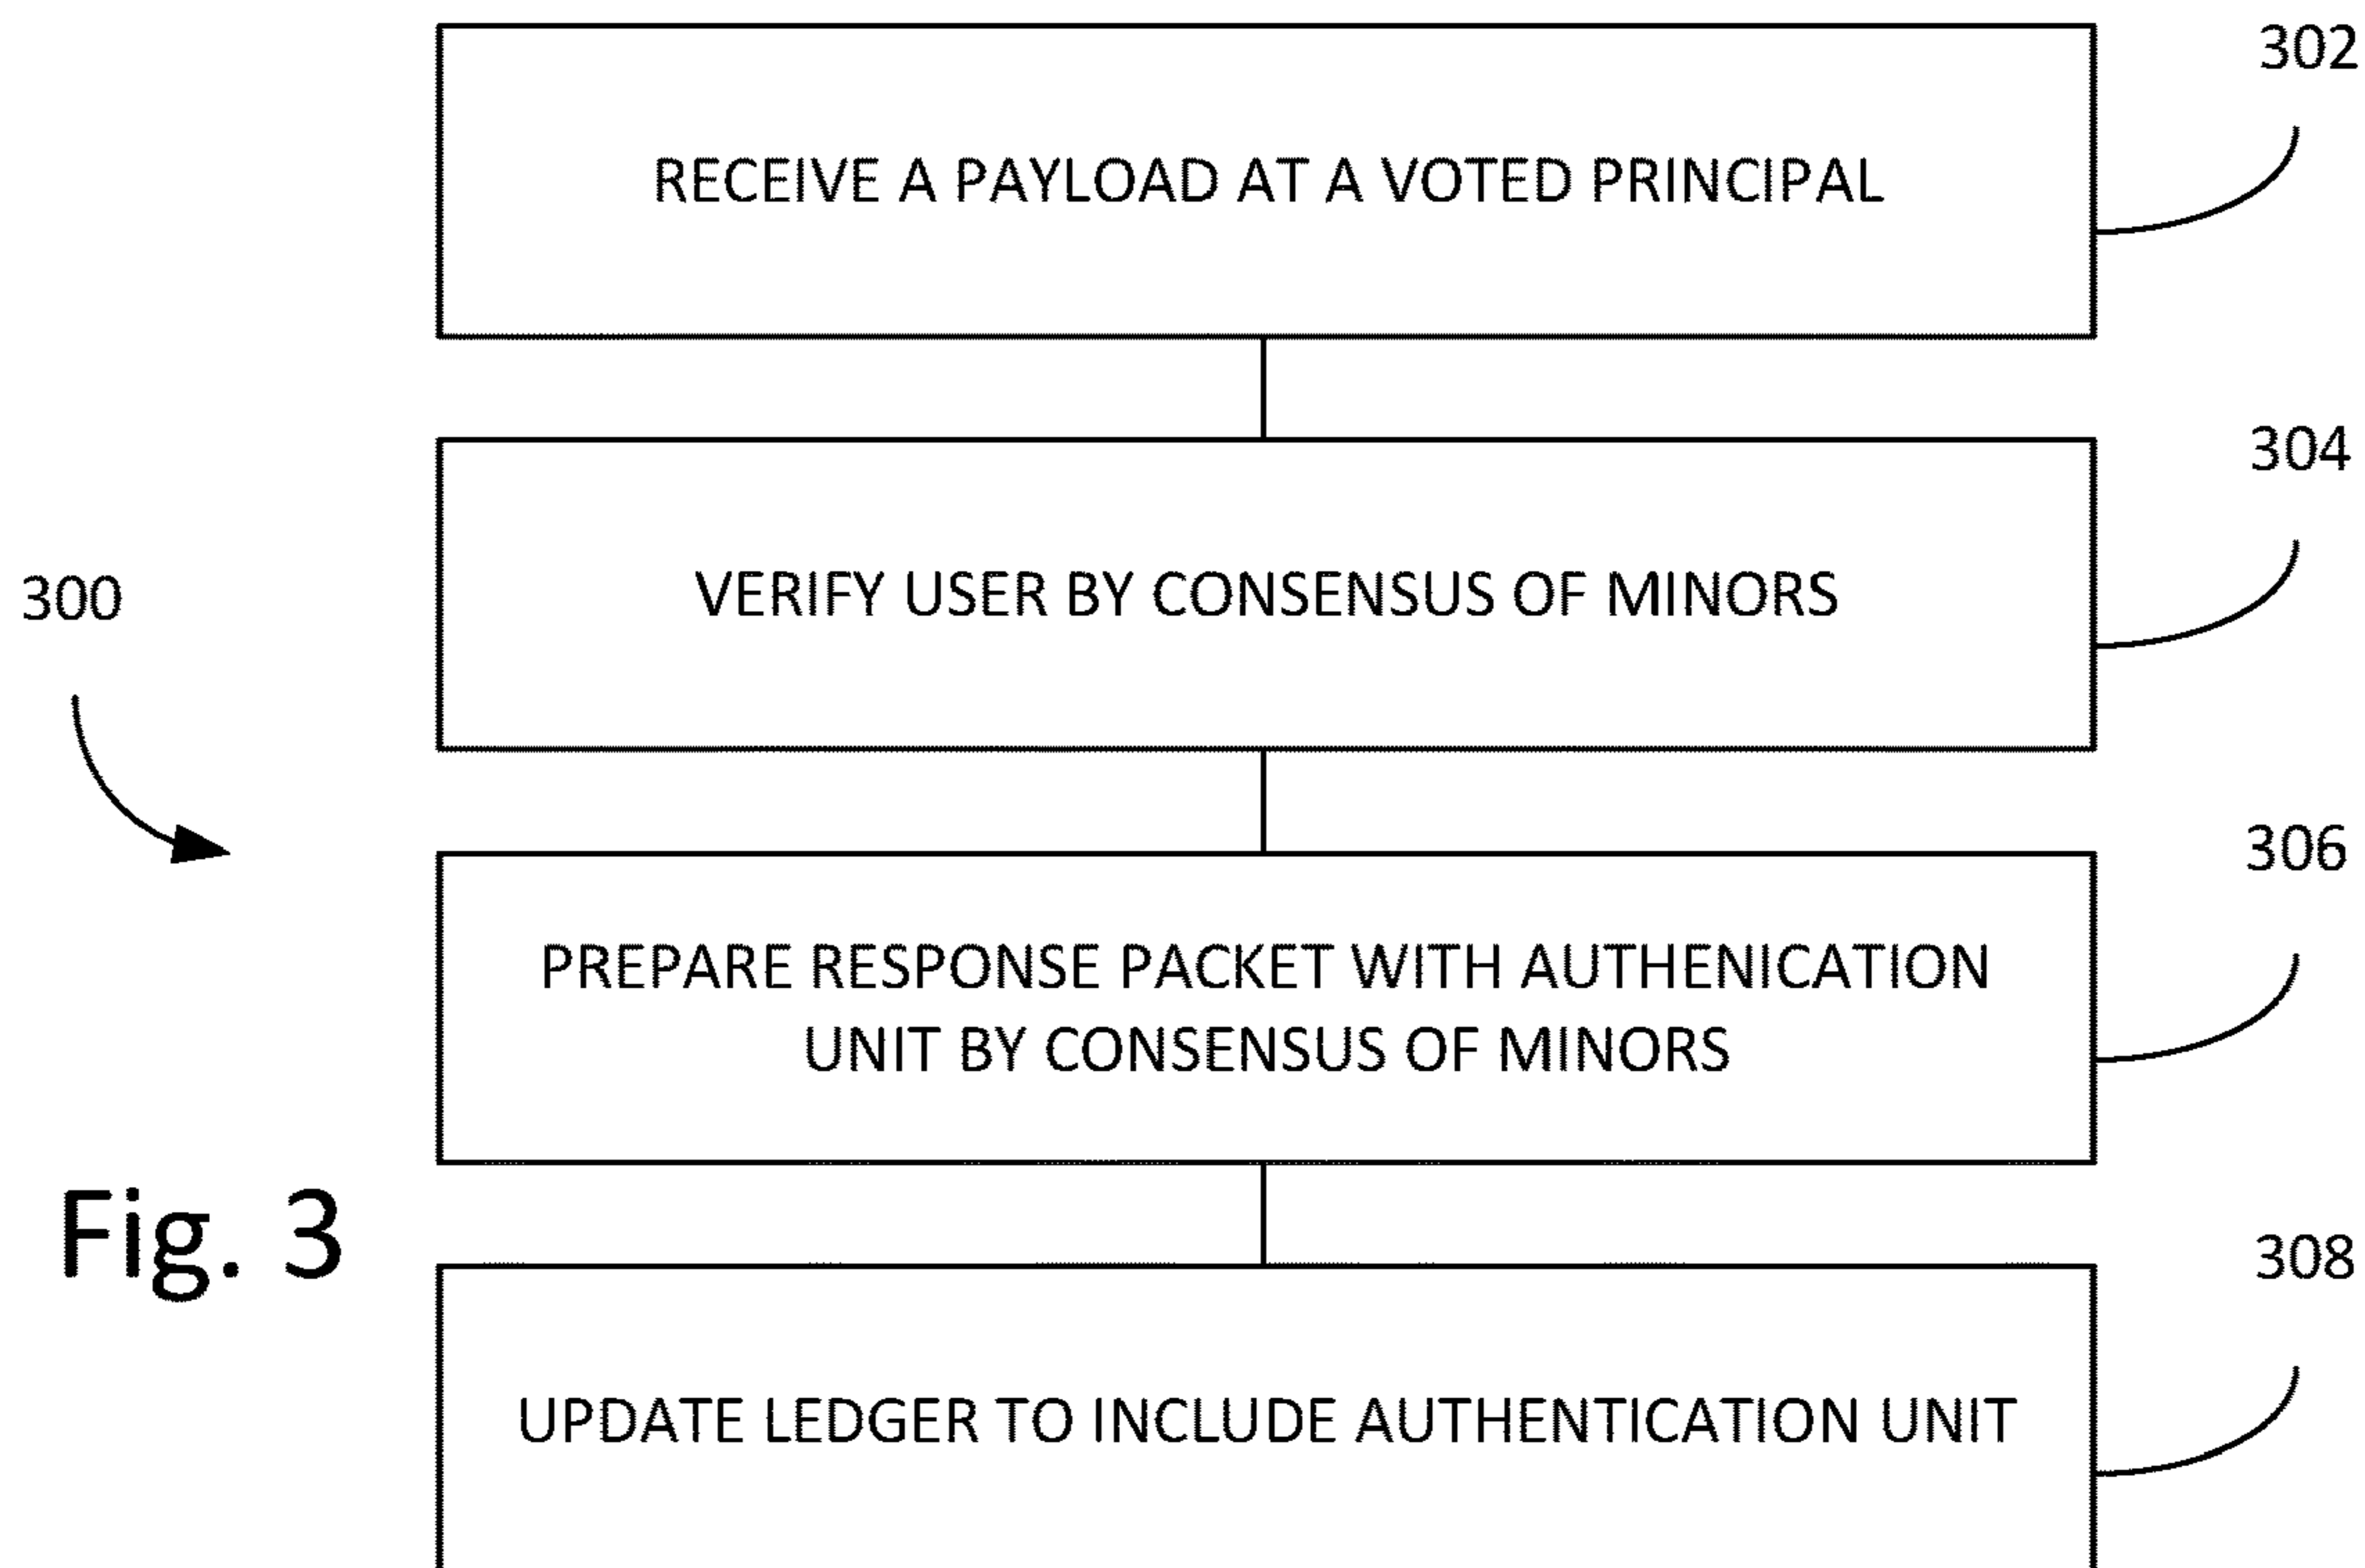 302
RECEIVE A PAYLOAD AT A VOTED PRINCIPAL
304
VERIFY USER BY CONSENSUS OF MINORS
300
306
PREPARE RESPONSE PACKET WITH AUTHENICATION
UNIT BY CONSENSUS OF MINORS
Fig. 3
308
UPDATE LEDGER TO INCLUDE AUTHENTICATION UNIT